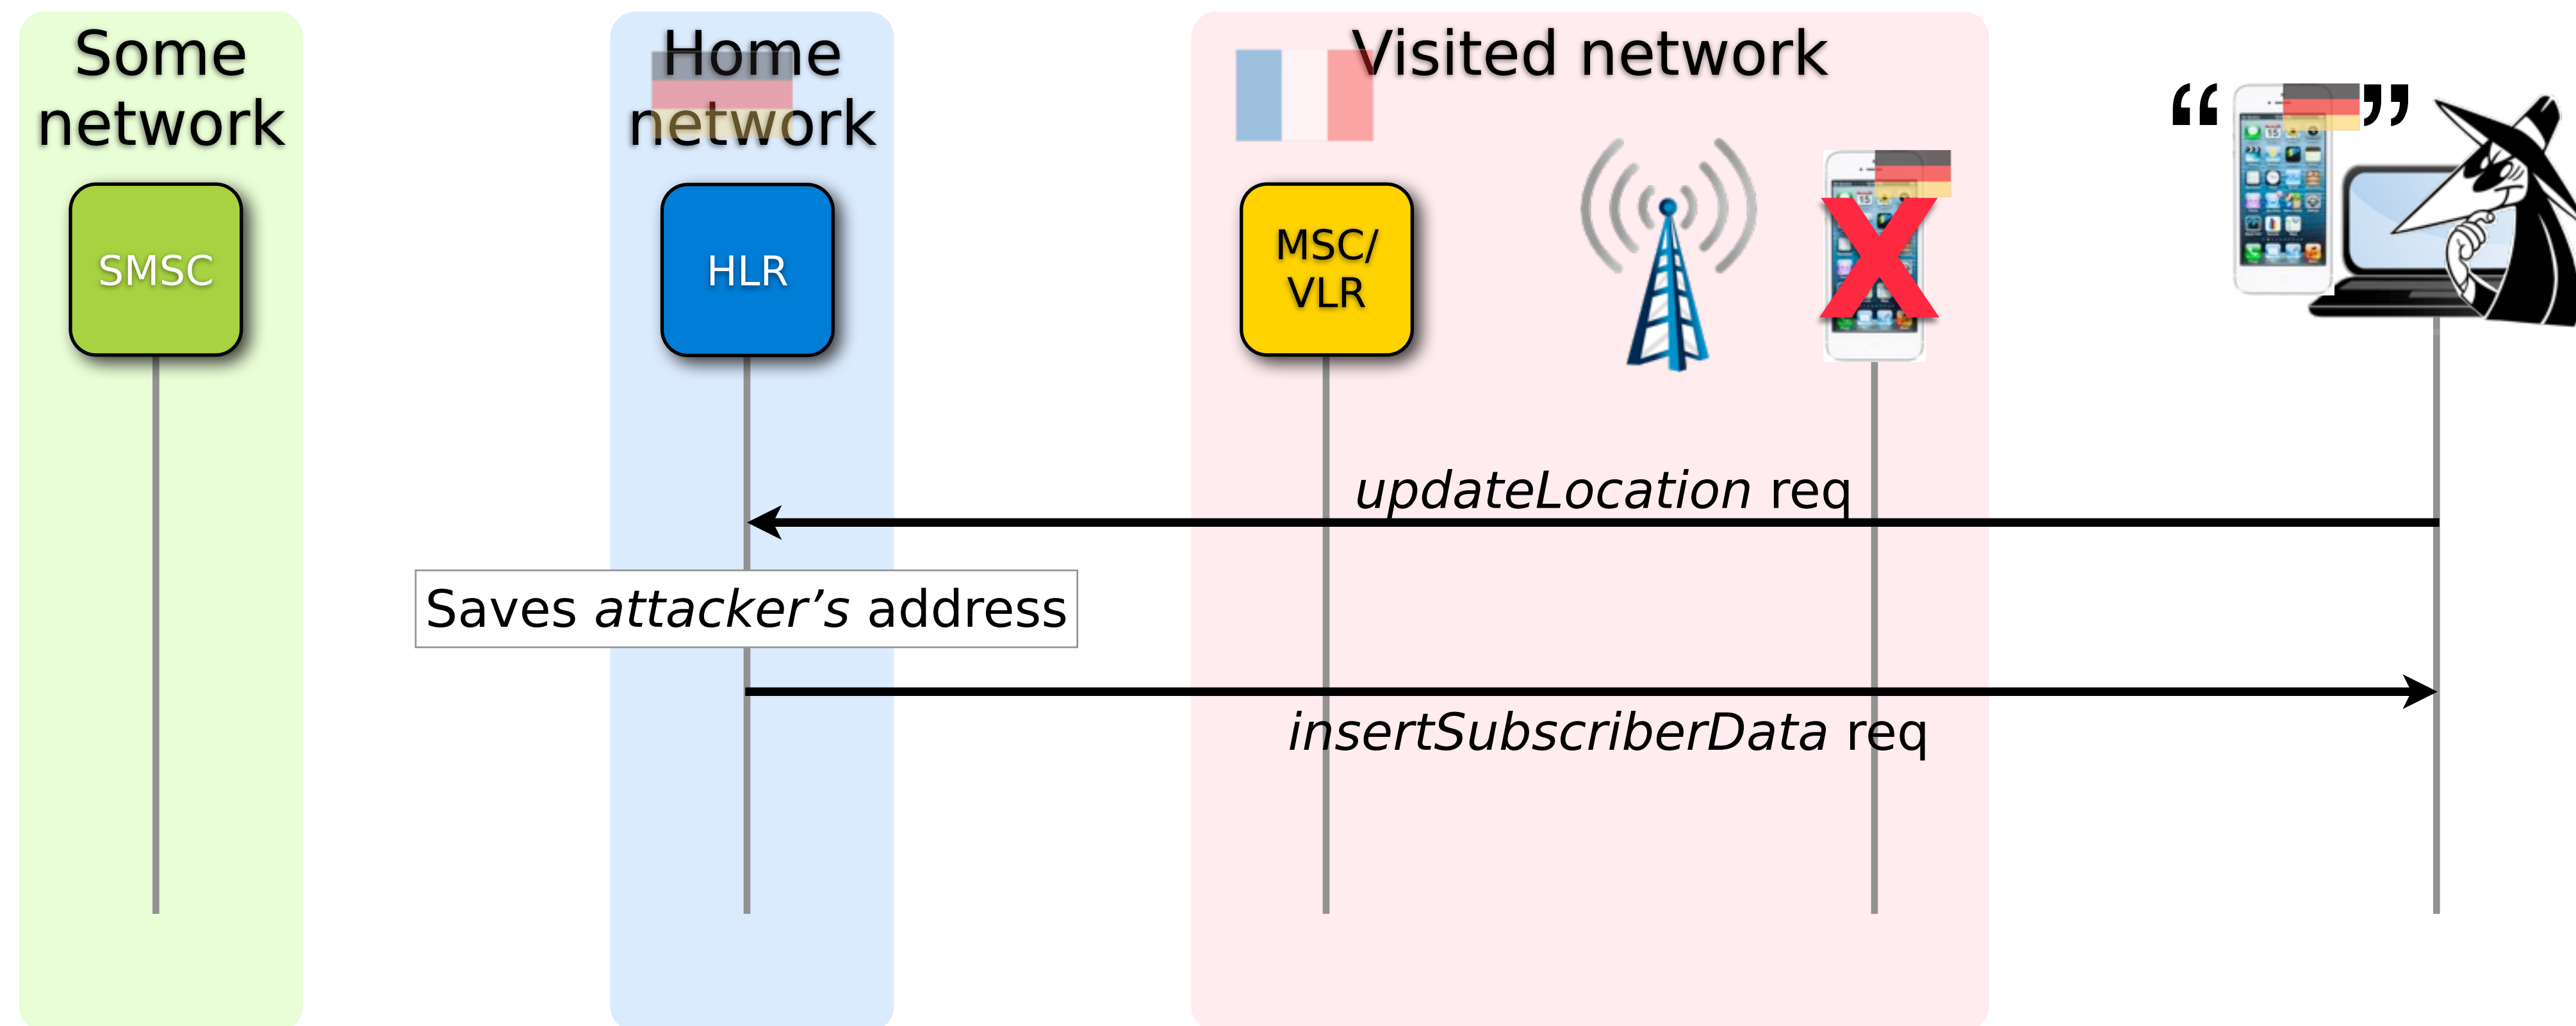 Some
network
Home
network
Visited network
“ ”
SMSC
HLR
MSC/
VLR
X
updateLocation req
Saves attacker’s address
insertSubscriberData req